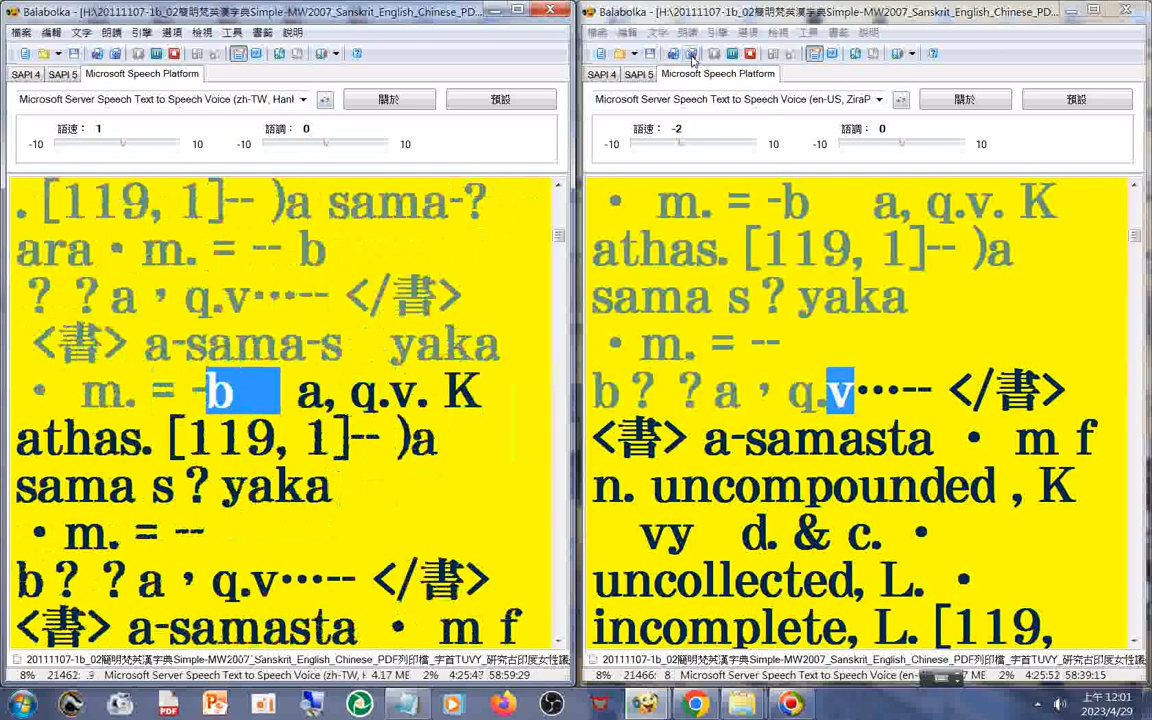 Balabolka - [H:\20111107-1b_02簡明梵英漢字典Simple-MW2007_Sanskrit_English_Chinese_PD...
檔案 編輯 文字 朗讀 引擎 選項 檢視 工具 書籤 說明
SAPI 4 SAPI 5 Microsoft Speech Platform
Microsoft Server Speech Text to Speech Voice (zh-TW, Hanl
關於 預設
語速： 1 語調： 0
-10 10 -10 10
. [119, 1]-- )a sama-?
ara • m. = -- b
? ? a , q.v…-- </書>
<書> a-sama-s yaka
• m. = -b a, q.v. K
athas. [119, 1]-- )a
sama s ? yaka
• m. = --
b ? ? a , q.v…-- </書>
<書> a-samasta • m f
20111107-1b_02簡明梵英漢字典Simple-MW2007_Sanskrit_English_Chinese_PDF列印檔_字首TUVY_研究古印度女性議
8% 21462: .9 Microsoft Server Speech Text to Speech Voice (zh-TW, H 4.17 MB 2% 4:25:47 58:59:29
Balabolka - [H:\20111107-1b_02簡明梵英漢字典Simple-MW2007_Sanskrit_English_Chinese_PDF...
檔案 編輯 文字 朗讀 引擎 選項 檢視 工具 書籤 說明
SAPI 4 SAPI 5 Microsoft Speech Platform
Microsoft Server Speech Text to Speech Voice (en-US, ZiraP
關於 預設
語速： -2 語調： 0
-10 10 -10 10
• m. = -b a, q.v. K
athas. [119, 1]-- )a
sama s ? yaka
• m. = --
b ? ? a , q.v…-- </書>
<書> a-samasta • m f
n. uncompounded , K
vy d. & c. •
uncollected, L. •
incomplete, L. [119,
20111107-1b_02簡明梵英漢字典Simple-MW2007_Sanskrit_English_Chinese_PDF列印檔_字首TUVY_研究古印度女性議
8% 21466: 8 Microsoft Server Speech Text to Speech Voice (en-US, 4.17 MB 2% 4:25:52 58:39:15
上午 12:01
2023/4/29